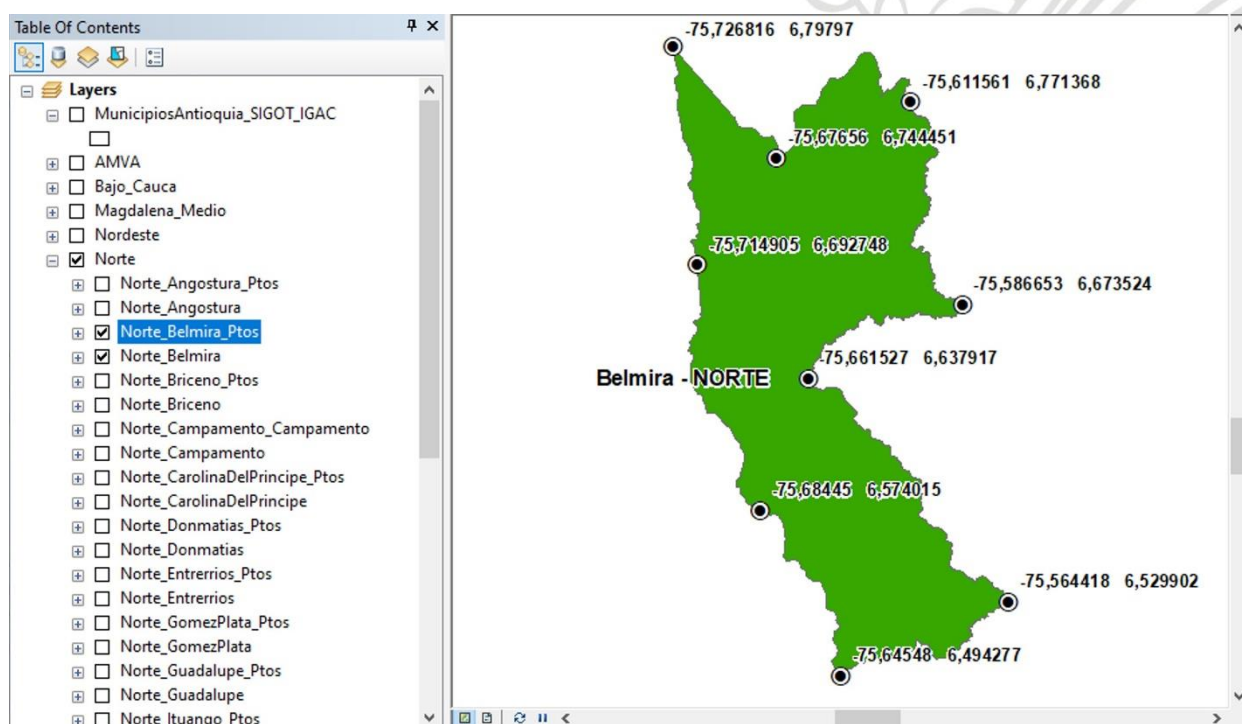 Table Of Contents
Layers
MunicipiosAntioquia_SIGOT_IGAC
AMVA
Bajo_Cauca
Magdalena_Medio
Nordeste
Norte
Norte_Angostura_Ptos
Norte_Angostura
Norte_Belmira_Ptos
Norte_Belmira
Norte_Briceno_Ptos
Norte_Briceno
Norte_Campamento_Campamento
Norte_Campamento
Norte_CarolinaDelPrincipe_Ptos
Norte_CarolinaDelPrincipe
Norte_Donmatias_Ptos
Norte_Donmatias
Norte_Entrerrios_Ptos
Norte_Entrerrios
Norte_GomezPlata_Ptos
Norte_GomezPlata
Norte_Guadalupe_Ptos
Norte_Guadalupe
Norte_Ituango_Ptos
-75,726816 6,79797
-75,611561 6,771368
-75,67656 6,744451
-75,714905 6,692748
-75,586653 6,673524
-75,661527 6,637917
Belmira - NORTE
-75,68445 6,574015
-75,564418 6,529902
-75,64548 6,494277